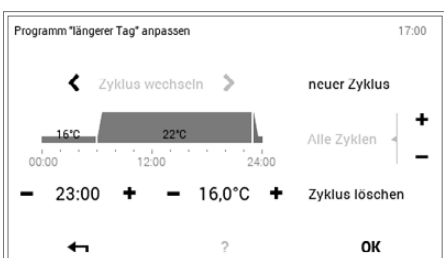 Programm "längerer Tag" anpassen 17:00
Zyklus wechseln neuer Zyklus
16°C 22°C
Alle Zyklen
00:00 12:00 24:00
23:00 16,0°C Zyklus löschen
? OK